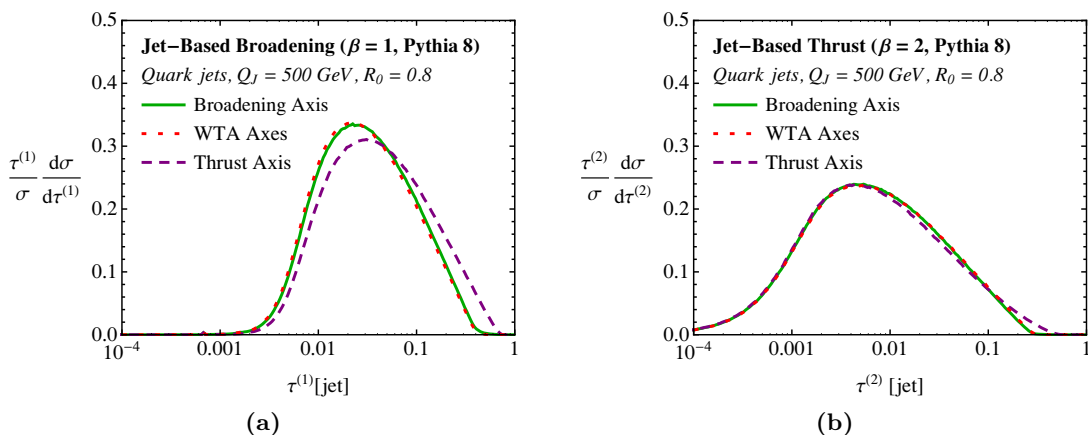 0.5
0.4
0.3
0.2
0.1
0.0
Jet−Based Broadening (β = 1, Pythia 8)
Quark jets, Q_J = 500 GeV, R_0 = 0.8
Broadening Axis
WTA Axes
Thrust Axis
τ^(1)/σ dσ/dτ^(1)
10^−4 0.001 0.01 0.1 1
τ^(1)[jet]
(a)
0.5
0.4
0.3
0.2
0.1
0.0
Jet−Based Thrust (β = 2, Pythia 8)
Quark jets, Q_J = 500 GeV, R_0 = 0.8
Broadening Axis
WTA Axes
Thrust Axis
τ^(2)/σ dσ/dτ^(2)
10^−4 0.001 0.01 0.1 1
τ^(2) [jet]
(b)